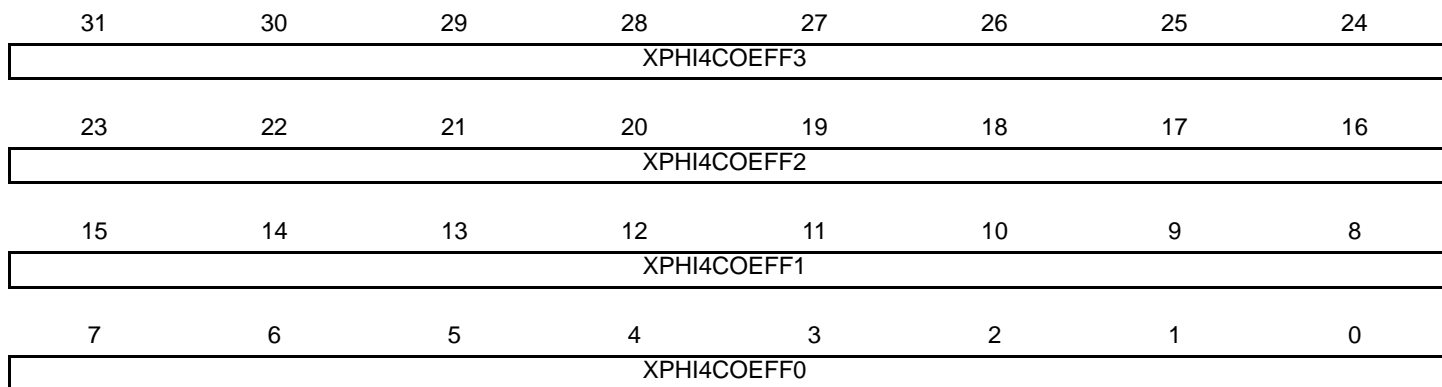 31 30 29 28 27 26 25 24
XPHI4COEFF3
23 22 21 20 19 18 17 16
XPHI4COEFF2
15 14 13 12 11 10 9 8
XPHI4COEFF1
7 6 5 4 3 2 1 0
XPHI4COEFF0